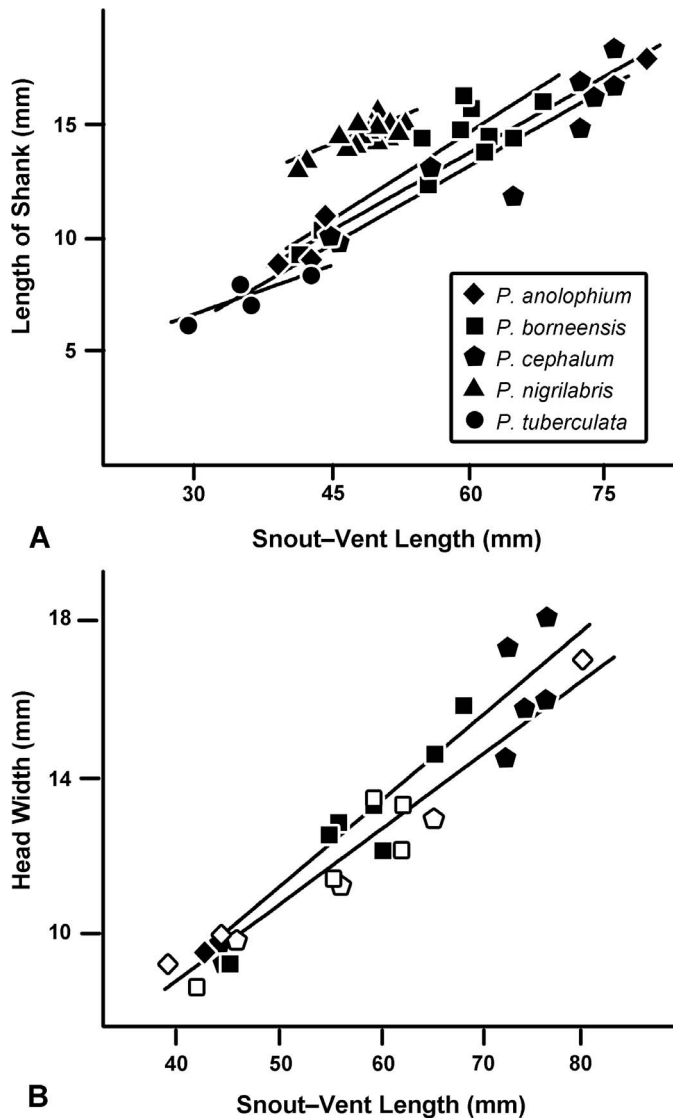 Length of Shank (mm)
15
10
5
P. anolophium
P. borneensis
P. cephalum
P. nigrilabris
P. tuberculata
30 45 60 75
A
Snout–Vent Length (mm)
Head Width (mm)
18
14
10
40 50 60 70 80
B
Snout–Vent Length (mm)